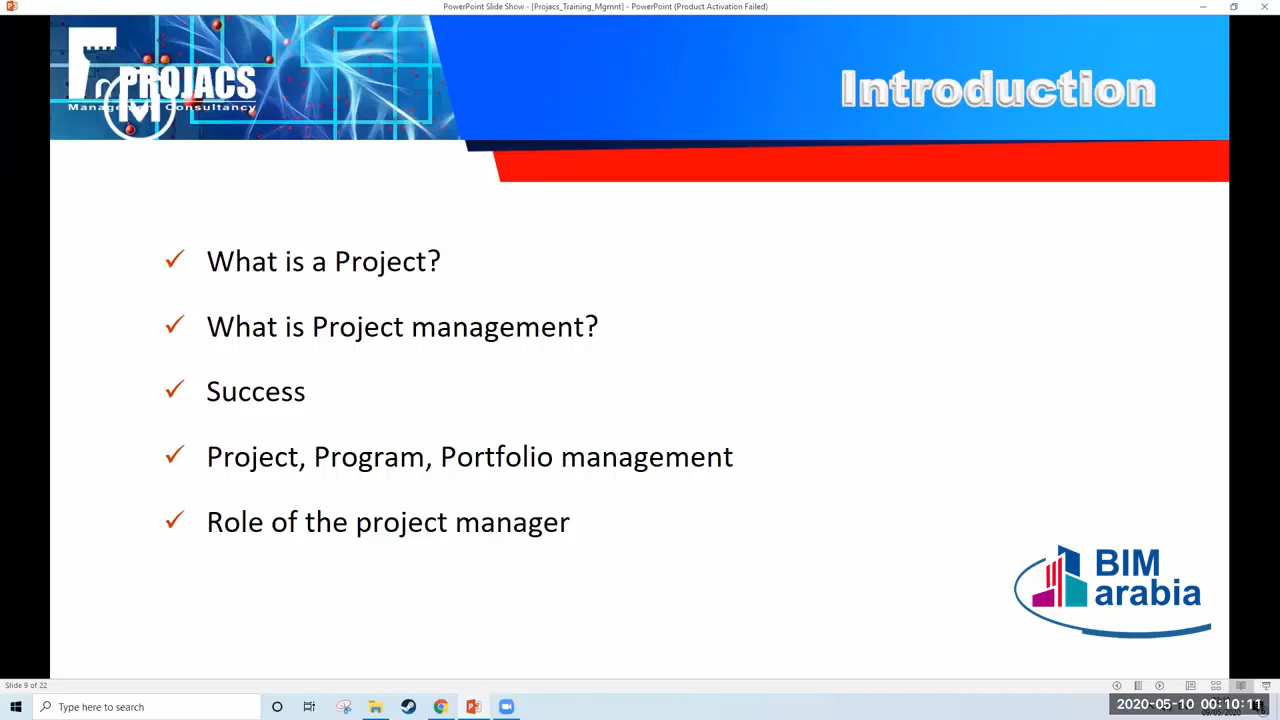 PowerPoint Slide Show - [Projacs_Training_Mgmnt] - PowerPoint (Product Activation Failed)
PROJACS
Management Consultancy
Introduction
✓ What is a Project?
✓ What is Project management?
✓ Success
✓ Project, Program, Portfolio management
✓ Role of the project manager
BIM
arabia
Slide 9 of 22
Type here to search
2020-05-10 00:10:11